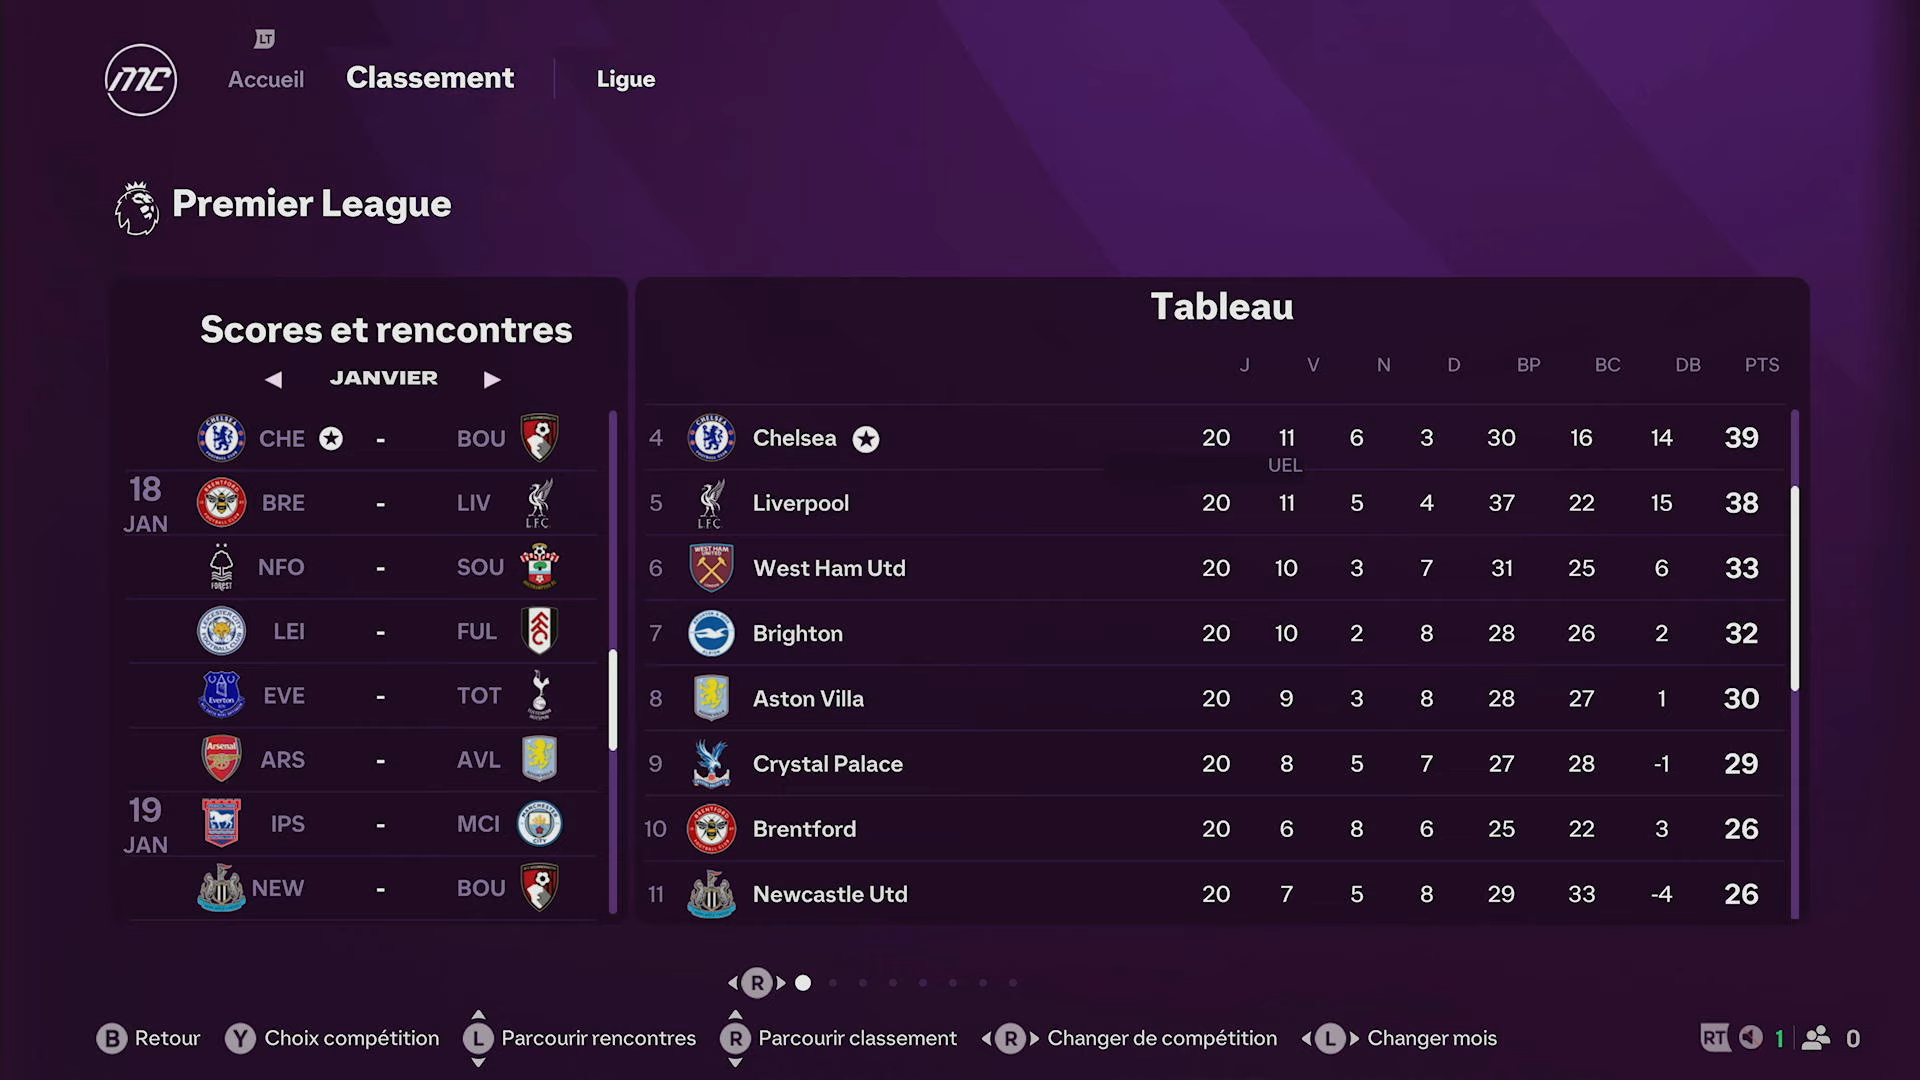 LT
MC Accueil Classement Ligue
Premier League
Scores et rencontres
JANVIER
CHE - BOU
18 JAN BRE - LIV
NFO - SOU
LEI - FUL
EVE - TOT
ARS - AVL
19 JAN IPS - MCI
NEW - BOU
Tableau
J V N D BP BC DB PTS
4 Chelsea 20 11 6 3 30 16 14 39
UEL
5 Liverpool 20 11 5 4 37 22 15 38
6 West Ham Utd 20 10 3 7 31 25 6 33
7 Brighton 20 10 2 8 28 26 2 32
8 Aston Villa 20 9 3 8 28 27 1 30
9 Crystal Palace 20 8 5 7 27 28 -1 29
10 Brentford 20 6 8 6 25 22 3 26
11 Newcastle Utd 20 7 5 8 29 33 -4 26
R
B Retour Y Choix compétition L Parcourir rencontres R Parcourir classement R Changer de compétition L Changer mois RT 1 0